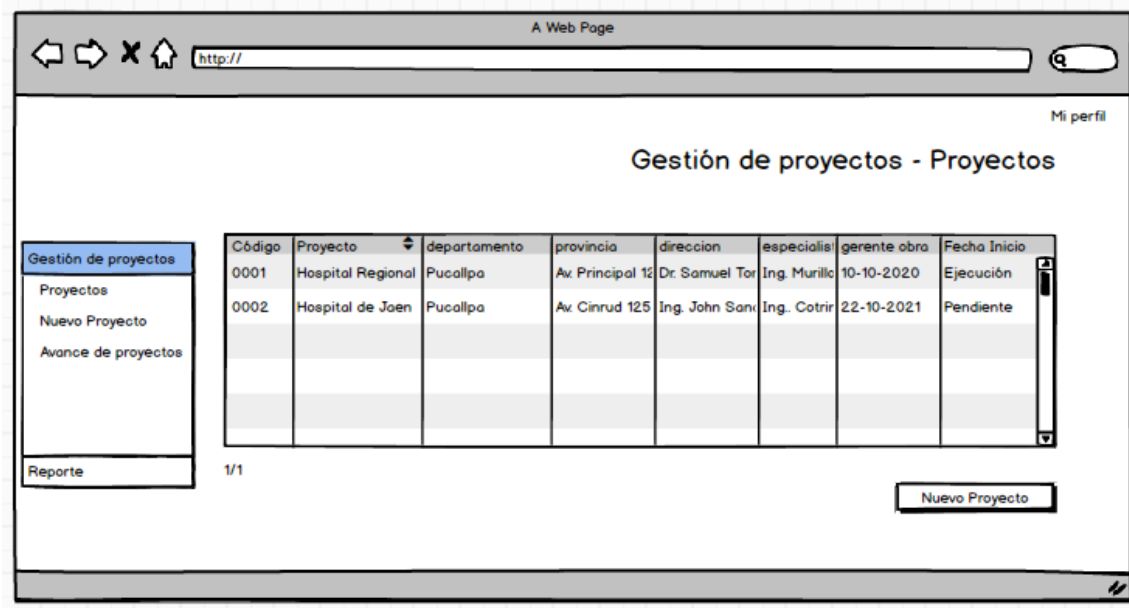 A Web Page
http://
Mi perfil
Gestión de proyectos - Proyectos
Gestión de proyectos
Proyectos
Nuevo Proyecto
Avance de proyectos
Reporte
Código Proyecto departamento provincia direccion especialist gerente obra Fecha Inicio
0001 Hospital Regional Pucallpa Av. Principal 12 Dr. Samuel Tor Ing. Murillo 10-10-2020 Ejecución
0002 Hospital de Jaen Pucallpa Av. Cinrud 125 Ing. John Sanc Ing.. Cotrir 22-10-2021 Pendiente
1/1
Nuevo Proyecto